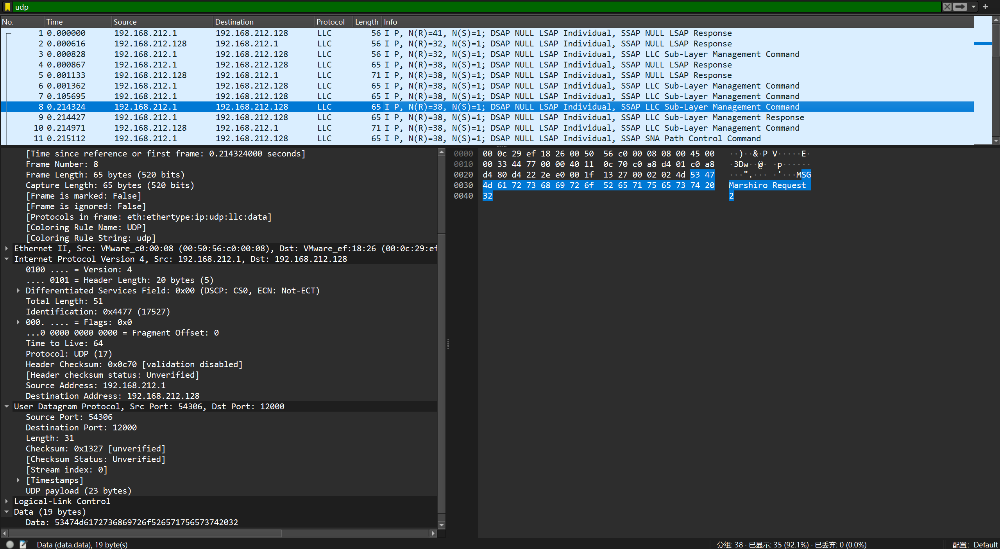 udp
No. Time Source Destination Protocol Length Info
1 0.000000 192.168.212.1 192.168.212.128 LLC 56 I P, N(R)=41, N(S)=1; DSAP NULL LSAP Individual, SSAP NULL LSAP Response
2 0.000616 192.168.212.128 192.168.212.1 LLC 56 I P, N(R)=32, N(S)=1; DSAP NULL LSAP Individual, SSAP NULL LSAP Response
3 0.000828 192.168.212.1 192.168.212.128 LLC 56 I P, N(R)=32, N(S)=1; DSAP NULL LSAP Individual, SSAP LLC Sub-Layer Management Command
4 0.000867 192.168.212.1 192.168.212.128 LLC 65 I P, N(R)=38, N(S)=1; DSAP NULL LSAP Individual, SSAP NULL LSAP Response
5 0.001133 192.168.212.128 192.168.212.1 LLC 71 I P, N(R)=38, N(S)=1; DSAP NULL LSAP Individual, SSAP NULL LSAP Response
6 0.001362 192.168.212.1 192.168.212.128 LLC 65 I P, N(R)=38, N(S)=1; DSAP NULL LSAP Individual, SSAP LLC Sub-Layer Management Command
7 0.105695 192.168.212.1 192.168.212.128 LLC 65 I P, N(R)=38, N(S)=1; DSAP NULL LSAP Individual, SSAP LLC Sub-Layer Management Command
8 0.214324 192.168.212.1 192.168.212.128 LLC 65 I P, N(R)=38, N(S)=1; DSAP NULL LSAP Individual, SSAP LLC Sub-Layer Management Command
9 0.214427 192.168.212.1 192.168.212.128 LLC 65 I P, N(R)=38, N(S)=1; DSAP NULL LSAP Individual, SSAP LLC Sub-Layer Management Response
10 0.214971 192.168.212.128 192.168.212.1 LLC 71 I P, N(R)=38, N(S)=1; DSAP NULL LSAP Individual, SSAP LLC Sub-Layer Management Command
11 0.215112 192.168.212.1 192.168.212.128 LLC 65 I P, N(R)=38, N(S)=1; DSAP NULL LSAP Individual, SSAP SNA Path Control Command
[Time since reference or first frame: 0.214324000 seconds]
Frame Number: 8
Frame Length: 65 bytes (520 bits)
Capture Length: 65 bytes (520 bits)
[Frame is marked: False]
[Frame is ignored: False]
[Protocols in frame: eth:ethertype:ip:udp:llc:data]
[Coloring Rule Name: UDP]
[Coloring Rule String: udp]
Ethernet II, Src: VMware_c0:00:08 (00:50:56:c0:00:08), Dst: VMware_ef:18:26 (00:0c:29:ef
Internet Protocol Version 4, Src: 192.168.212.1, Dst: 192.168.212.128
0100 .... = Version: 4
.... 0101 = Header Length: 20 bytes (5)
Differentiated Services Field: 0x00 (DSCP: CS0, ECN: Not-ECT)
Total Length: 51
Identification: 0x4477 (17527)
000. .... = Flags: 0x0
...0 0000 0000 0000 = Fragment Offset: 0
Time to Live: 64
Protocol: UDP (17)
Header Checksum: 0x0c70 [validation disabled]
[Header checksum status: Unverified]
Source Address: 192.168.212.1
Destination Address: 192.168.212.128
User Datagram Protocol, Src Port: 54306, Dst Port: 12000
Source Port: 54306
Destination Port: 12000
Length: 31
Checksum: 0x1327 [unverified]
[Checksum Status: Unverified]
[Stream index: 0]
[Timestamps]
UDP payload (23 bytes)
Logical-Link Control
Data (19 bytes)
Data: 53474d6172736869726f526571756573742032
0000 00 0c 29 ef 18 26 00 50 56 c0 00 08 08 00 45 00 ··)··&·P V·····E·
0010 00 33 44 77 00 00 40 11 0c 70 c0 a8 d4 01 c0 a8 ·3Dw··@· ·p······
0020 d4 80 d4 22 2e e0 00 1f 13 27 00 02 02 4d 53 47 ···".··· ·'···MSG
0030 4d 61 72 73 68 69 72 6f 52 65 71 75 65 73 74 20 Marshiro Request
0040 32 2
Data (data.data), 19 byte(s)
分组: 38 · 已显示: 35 (92.1%) · 已丢弃: 0 (0.0%)
配置: Default